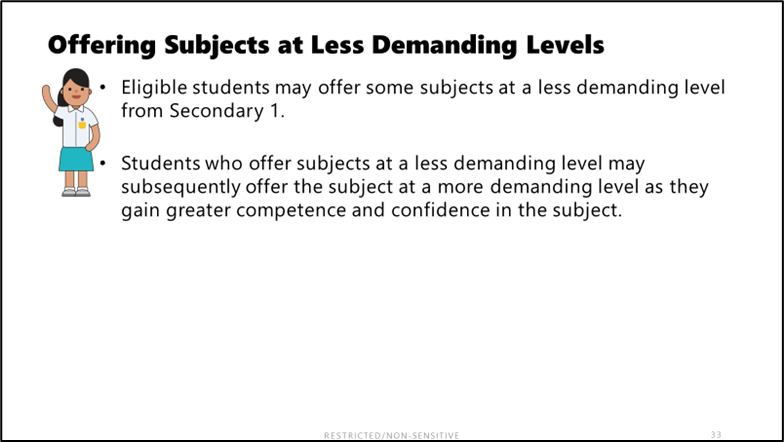 Offering Subjects at Less Demanding Levels
• Eligible students may offer some subjects at a less demanding level
from Secondary 1.
• Students who offer subjects at a less demanding level may
subsequently offer the subject at a more demanding level as they
gain greater competence and confidence in the subject.
RESTRICTED/NON-SENSITIVE
33